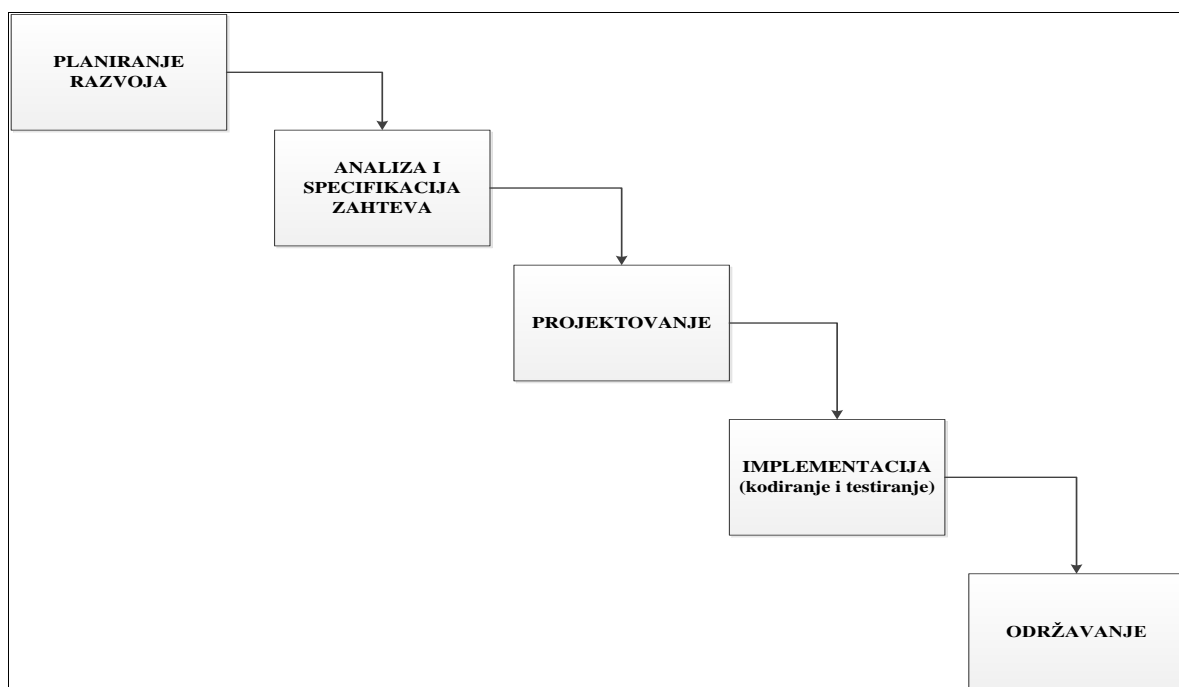 PLANIRANJE
RAZVOJA
ANALIZA I
SPECIFIKACIJA
ZAHTEVA
PROJEKTOVANJE
IMPLEMENTACIJA
(kodiranje i testiranje)
ODRŽAVANJE